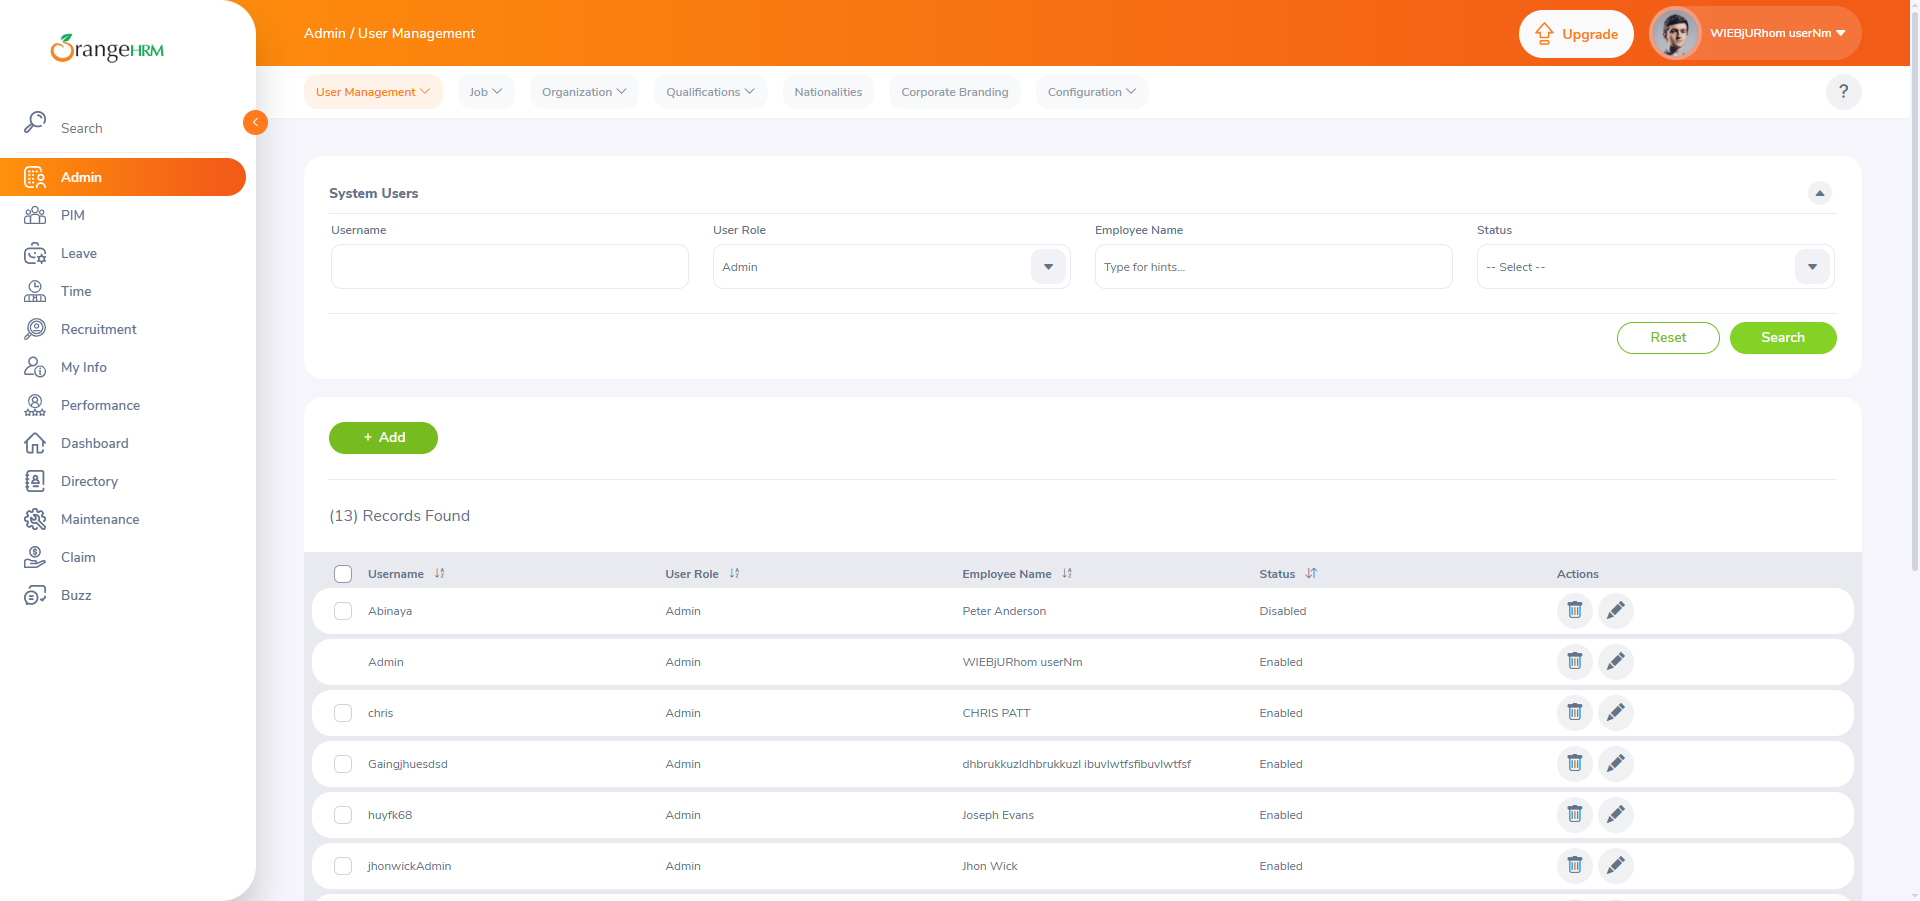 OrangeHRM
Admin / User Management
Upgrade
WIEBjURhom userNm
User Management
Job
Organization
Qualifications
Nationalities
Corporate Branding
Configuration
?
Search
Admin
PIM
Leave
Time
Recruitment
My Info
Performance
Dashboard
Directory
Maintenance
Claim
Buzz
System Users
Username
User Role
Employee Name
Status
Admin
Type for hints...
-- Select --
Reset
Search
+ Add
(13) Records Found
Username User Role Employee Name Status Actions
Abinaya Admin Peter Anderson Disabled
Admin Admin WIEBjURhom userNm Enabled
chris Admin CHRIS PATT Enabled
Gaingjhuesdsd Admin dhbrukkuzldhbrukkuzl ibuvlwtfsfibuvlwtfsf Enabled
huyfk68 Admin Joseph Evans Enabled
jhonwickAdmin Admin Jhon Wick Enabled